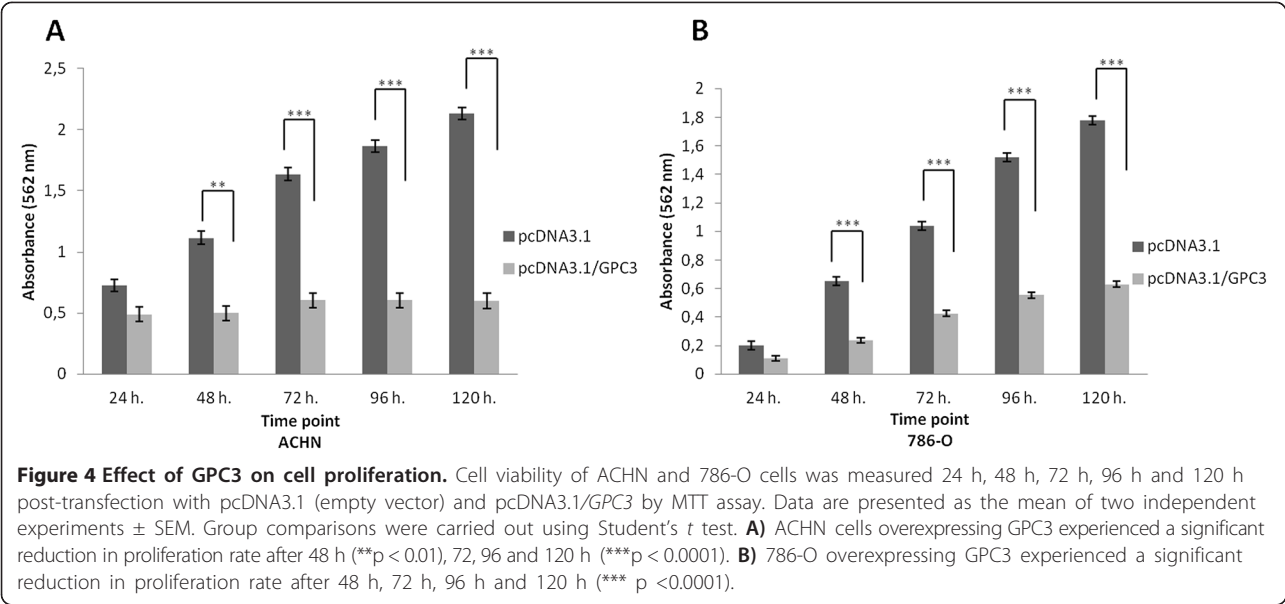 A
2,5
2
1,5
1
0,5
0
Absorbance (562 nm)
***
***
***
**
pcDNA3.1
pcDNA3.1/GPC3
24 h.
48 h.
72 h.
96 h.
120 h.
Time point
ACHN
B
2
1,8
1,6
1,4
1,2
1
0,8
0,6
0,4
0,2
0
Absorbance (562 nm)
***
***
***
***
pcDNA3.1
pcDNA3.1/GPC3
24 h.
48 h.
72 h.
96 h.
120 h.
Time point
786-O
Figure 4 Effect of GPC3 on cell proliferation. Cell viability of ACHN and 786-O cells was measured 24 h, 48 h, 72 h, 96 h and 120 h
post-transfection with pcDNA3.1 (empty vector) and pcDNA3.1/GPC3 by MTT assay. Data are presented as the mean of two independent
experiments ± SEM. Group comparisons were carried out using Student's t test. A) ACHN cells overexpressing GPC3 experienced a significant
reduction in proliferation rate after 48 h (**p < 0.01), 72, 96 and 120 h (***p < 0.0001). B) 786-O overexpressing GPC3 experienced a significant
reduction in proliferation rate after 48 h, 72 h, 96 h and 120 h (*** p <0.0001).